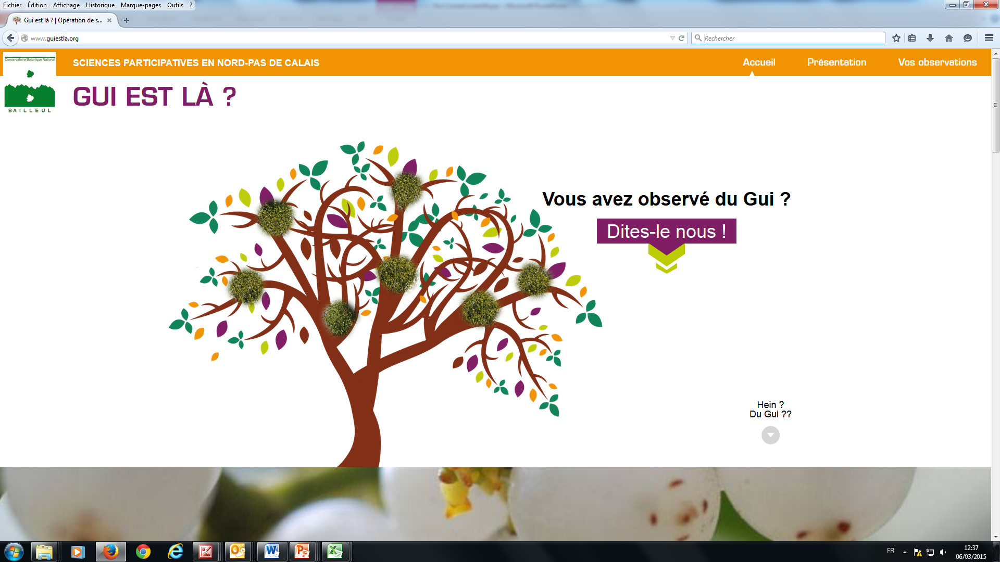 Fichier Édition Affichage Historique Marque-pages Outils ?
Gui est là ? | Opération de s...
www.guiestla.org
Rechercher
Conservatoire Botanique National
BAILLEUL
SCIENCES PARTICIPATIVES EN NORD-PAS DE CALAIS
Accueil Présentation Vos observations
GUI EST LÀ ?
Vous avez observé du Gui ?
Dites-le nous !
Hein ?
Du Gui ??
FR
12:37
06/03/2015